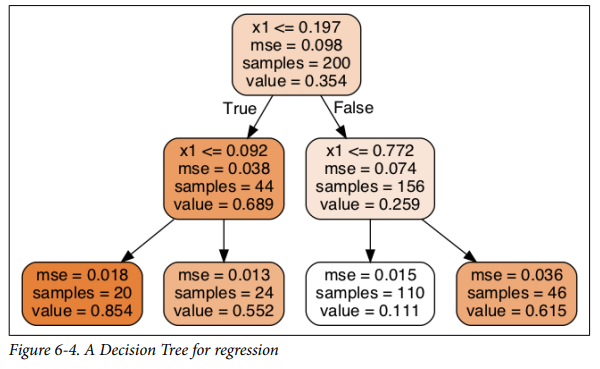 x1 <= 0.197
mse = 0.098
samples = 200
value = 0.354
True
False
x1 <= 0.092
mse = 0.038
samples = 44
value = 0.689
x1 <= 0.772
mse = 0.074
samples = 156
value = 0.259
mse = 0.018
samples = 20
value = 0.854
mse = 0.013
samples = 24
value = 0.552
mse = 0.015
samples = 110
value = 0.111
mse = 0.036
samples = 46
value = 0.615
Figure 6-4. A Decision Tree for regression